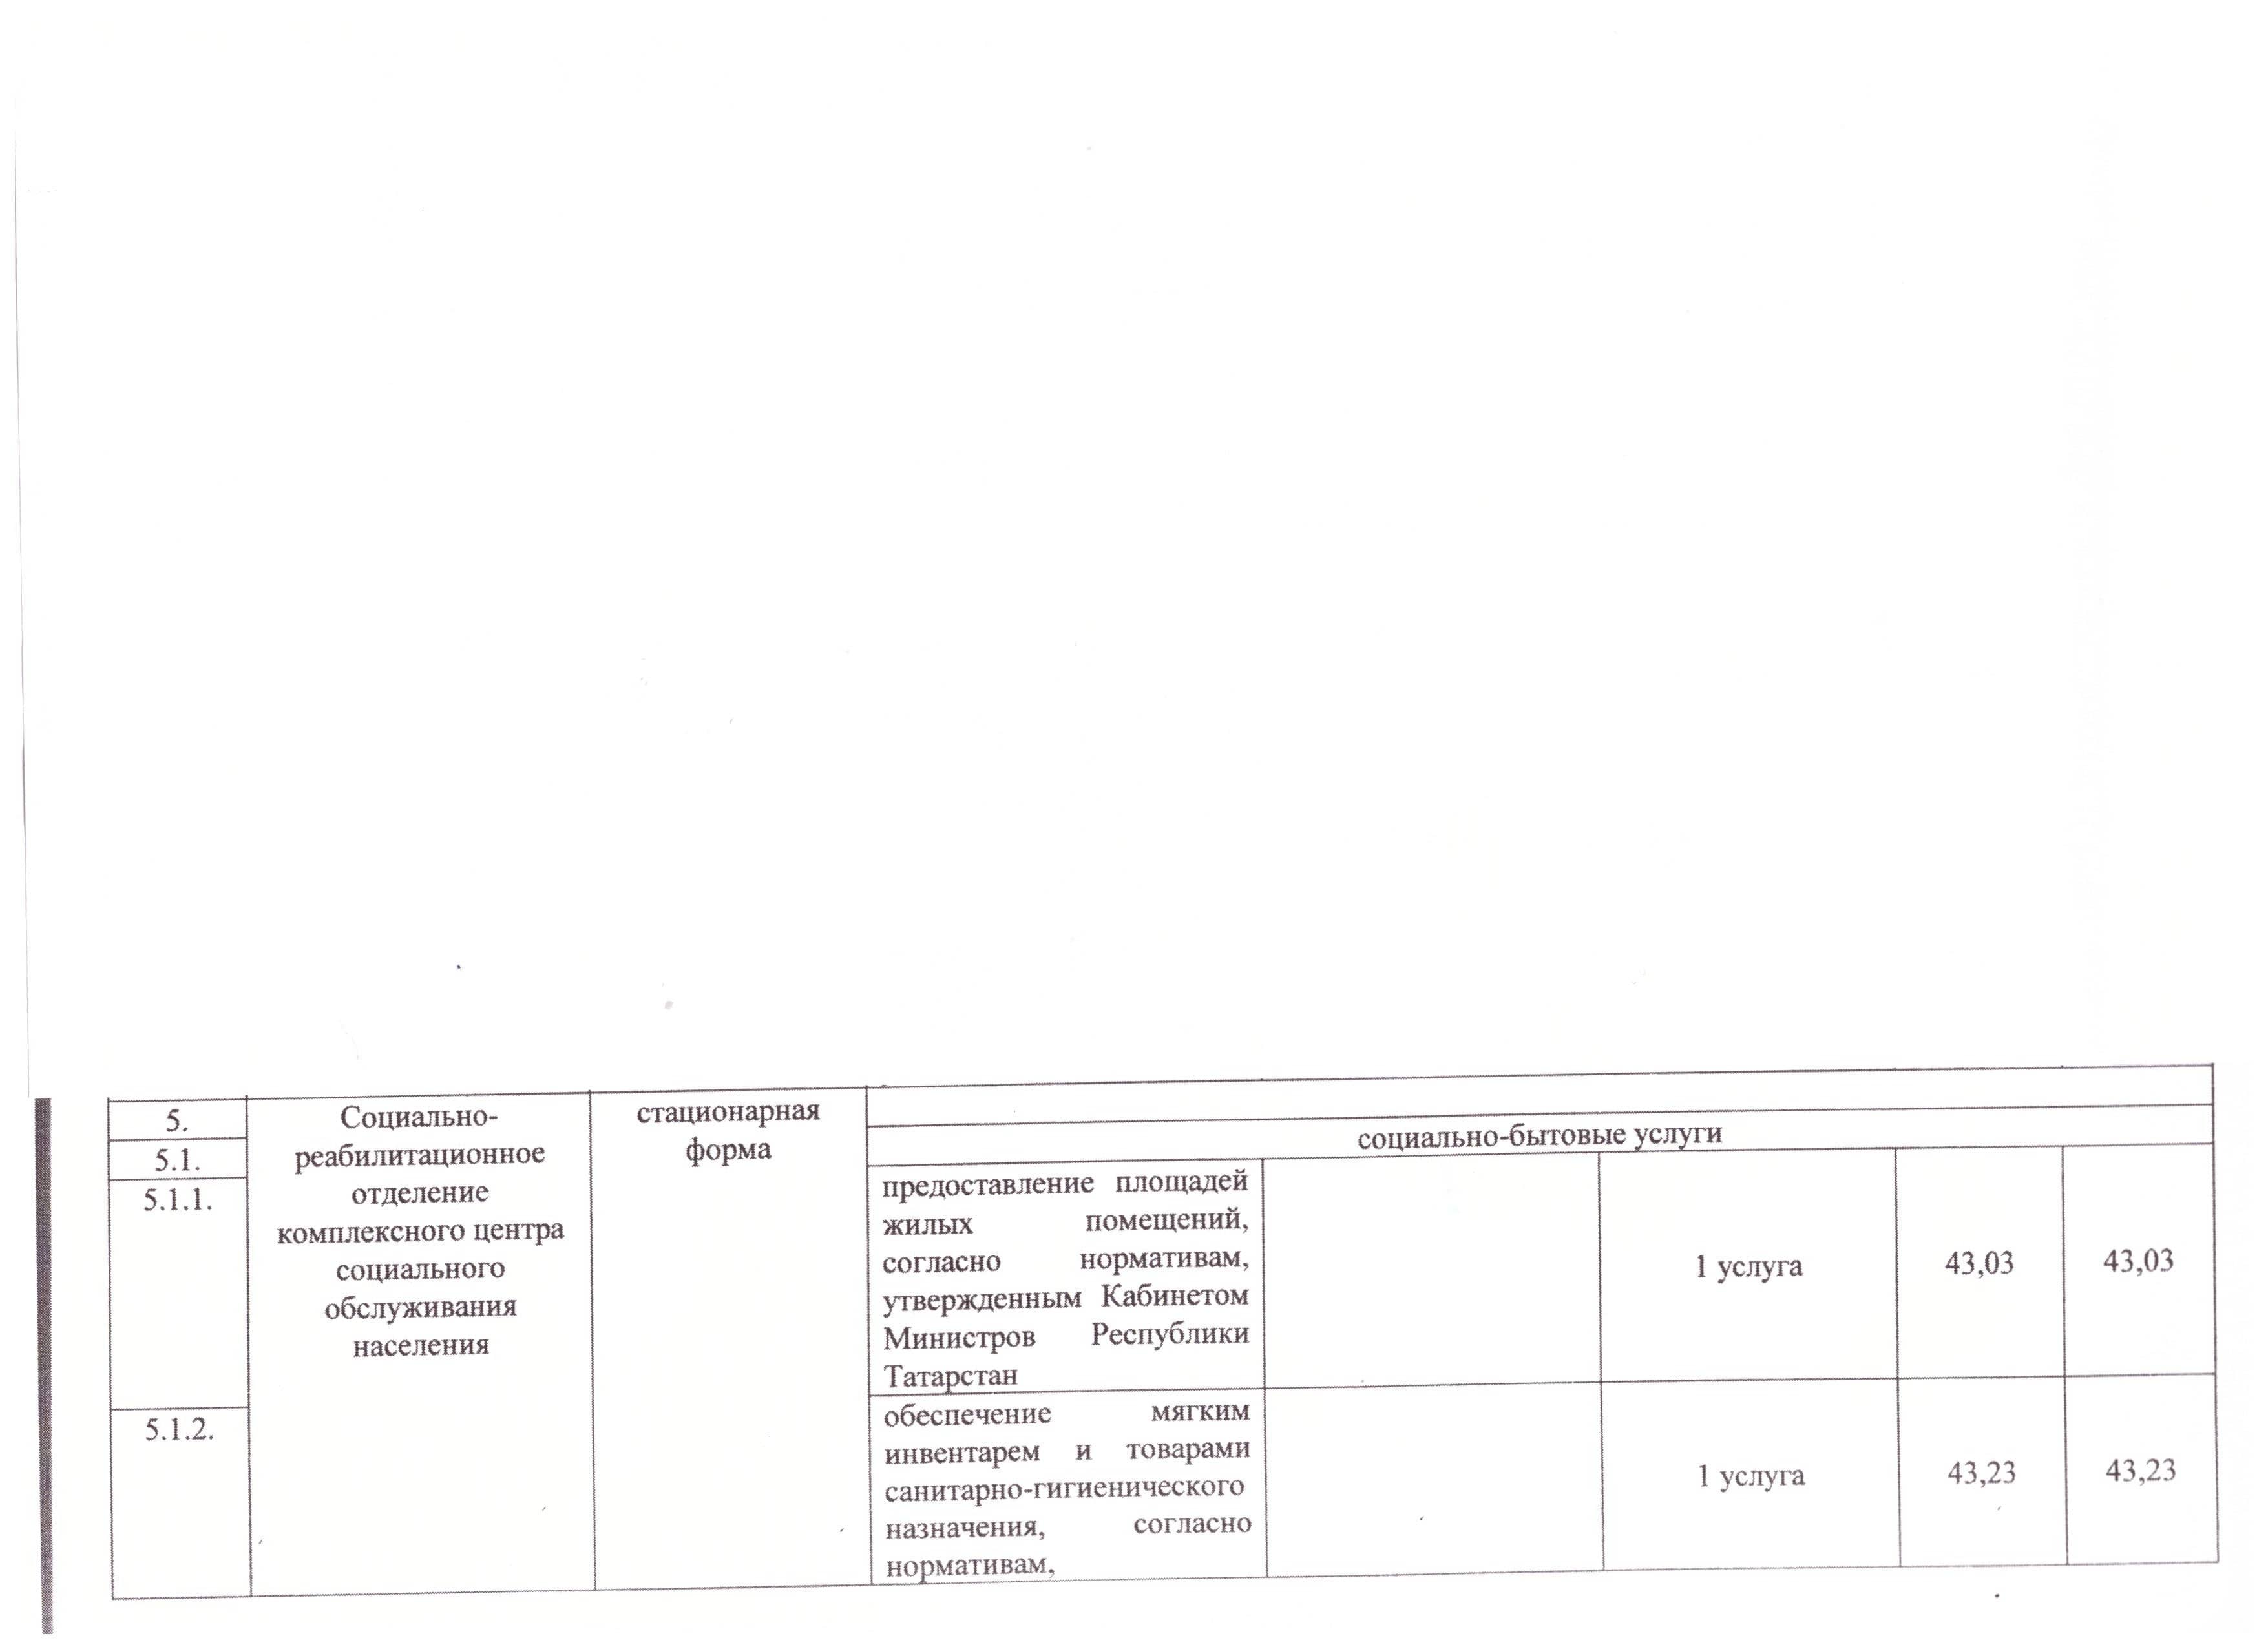 5.
5.1.
5.1.1.
5.1.2.
Социально-
реабилитационное
отделение
комплексного центра
социального
обслуживания
населения
стационарная
форма
социально-бытовые услуги
предоставление площадей
жилых помещений,
согласно нормативам,
утвержденным Кабинетом
Министров Республики
Татарстан
1 услуга
43,03
43,03
обеспечение мягким
инвентарем и товарами
санитарно-гигиенического
назначения, согласно
нормативам,
1 услуга
43,23
43,23